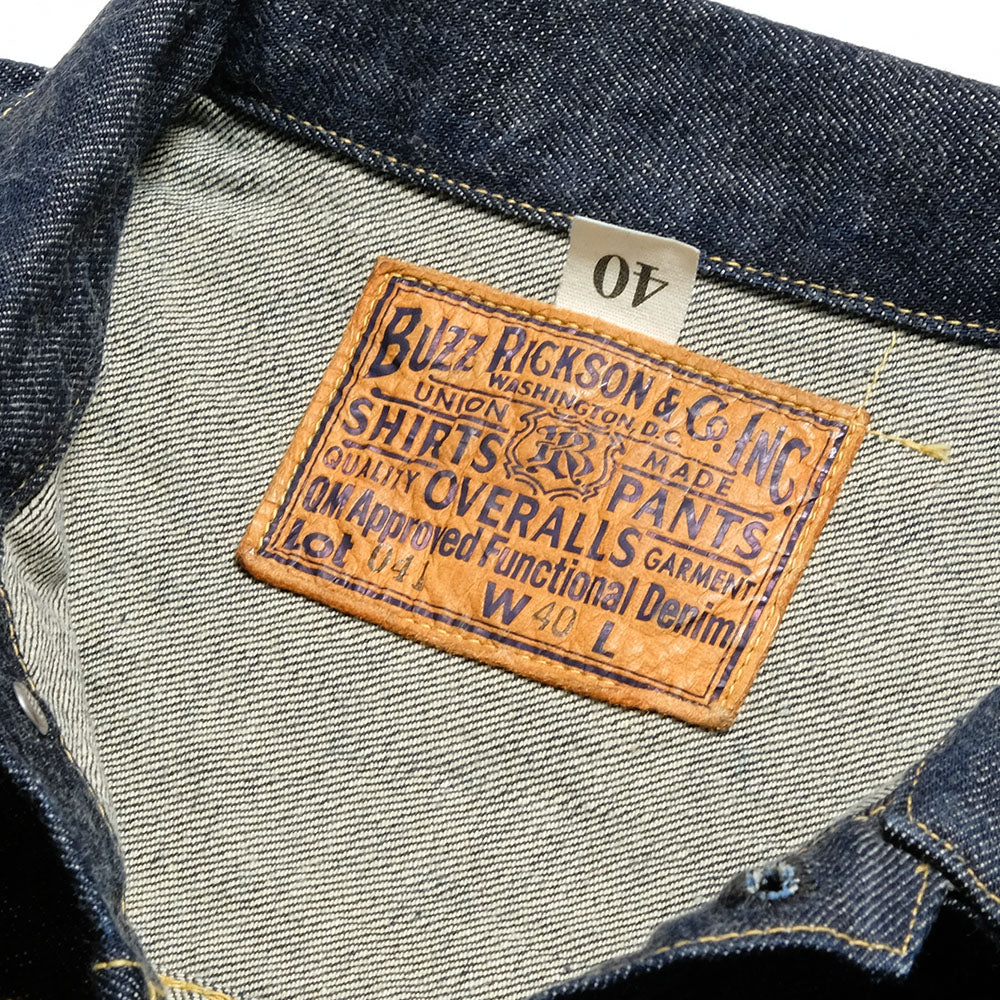 40
BUZZ RICKSON & CO. INC.
WASHINGTON, D.C.
UNION MADE
SHIRTS BR PANTS
QUALITY OVERALLS GARMENT
QM Approved Functional Denim
Lot 041 W 40 L